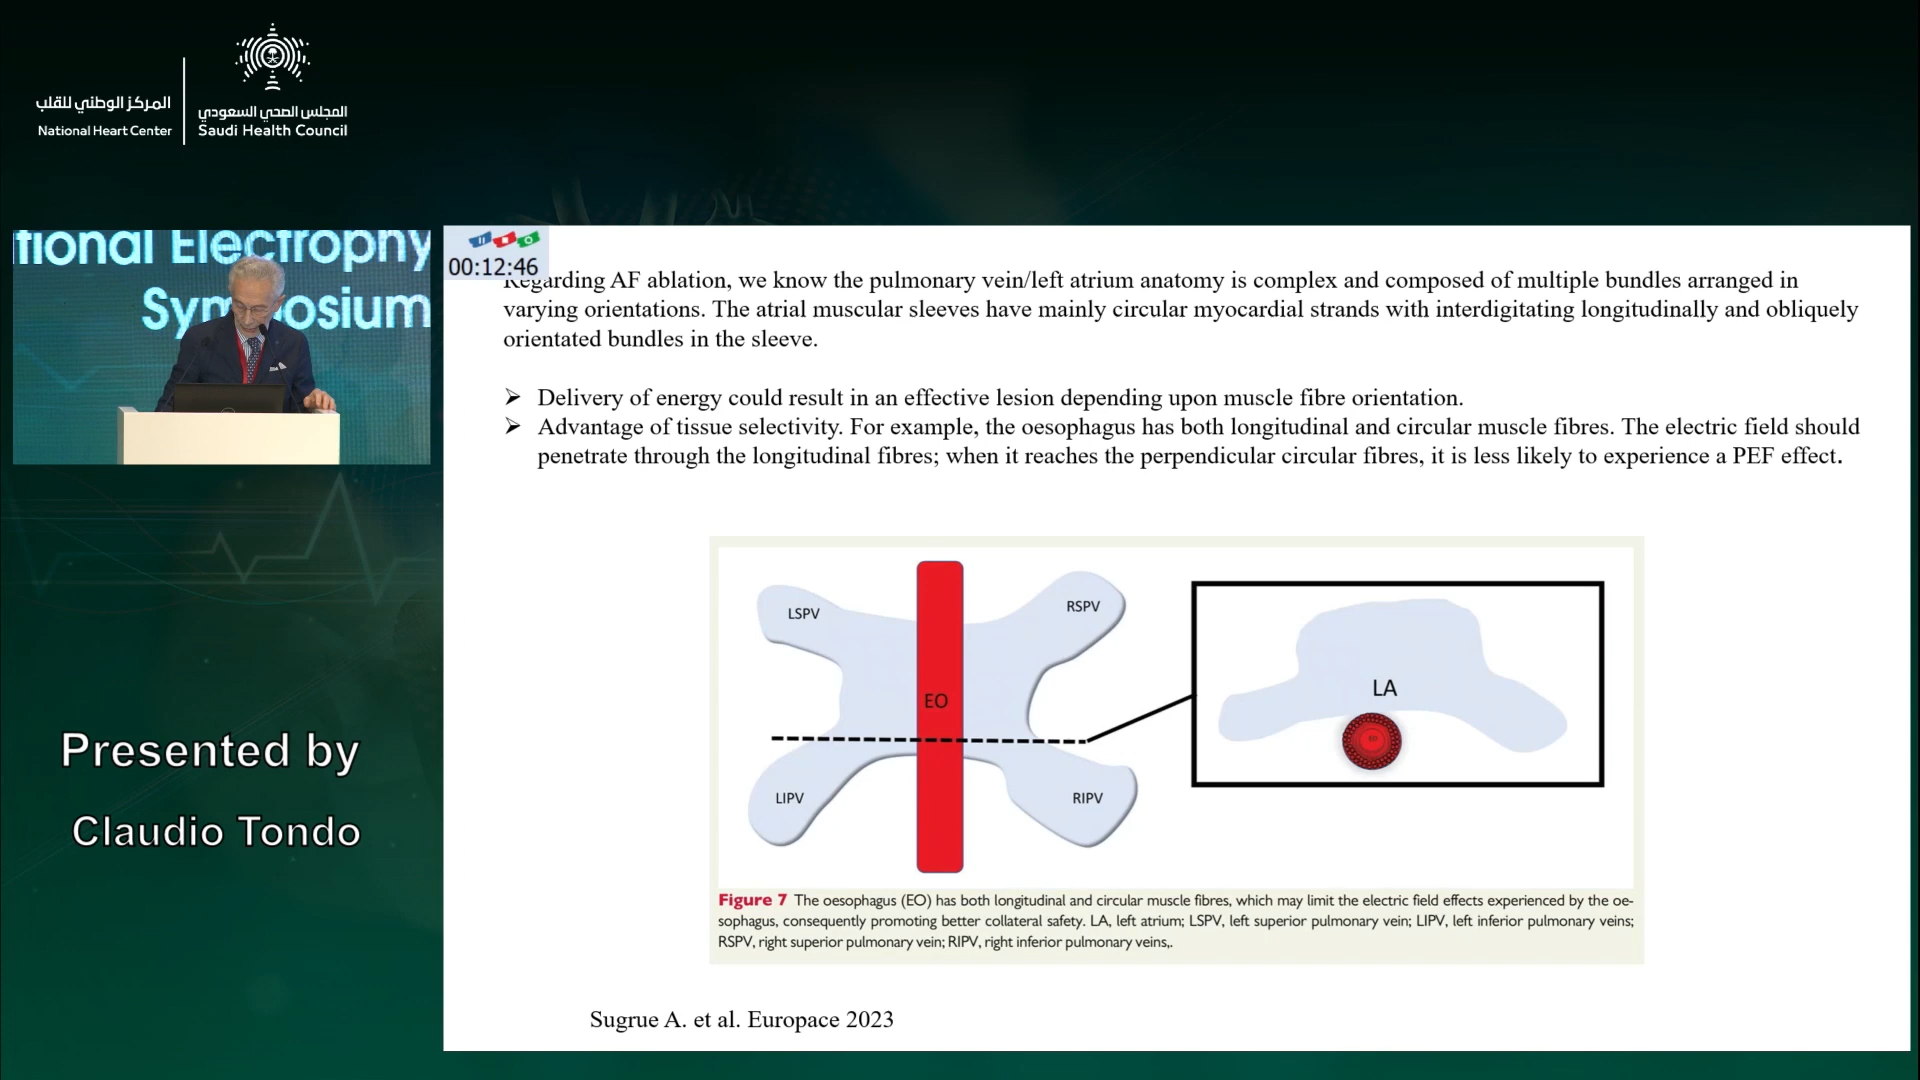 المركز الوطني للقلب
National Heart Center
المجلس الصحي السعودي
Saudi Health Council
tional Electrophy
Symposium
Presented by
Claudio Tondo
00:12:46
Regarding AF ablation, we know the pulmonary vein/left atrium anatomy is complex and composed of multiple bundles arranged in
varying orientations. The atrial muscular sleeves have mainly circular myocardial strands with interdigitating longitudinally and obliquely
orientated bundles in the sleeve.
Delivery of energy could result in an effective lesion depending upon muscle fibre orientation.
Advantage of tissue selectivity. For example, the oesophagus has both longitudinal and circular muscle fibres. The electric field should
penetrate through the longitudinal fibres; when it reaches the perpendicular circular fibres, it is less likely to experience a PEF effect.
LSPV
RSPV
EO
LIPV
RIPV
LA
EO
Figure 7 The oesophagus (EO) has both longitudinal and circular muscle fibres, which may limit the electric field effects experienced by the oe-
sophagus, consequently promoting better collateral safety. LA, left atrium; LSPV, left superior pulmonary vein; LIPV, left inferior pulmonary veins;
RSPV, right superior pulmonary vein; RIPV, right inferior pulmonary veins,.
Sugrue A. et al. Europace 2023